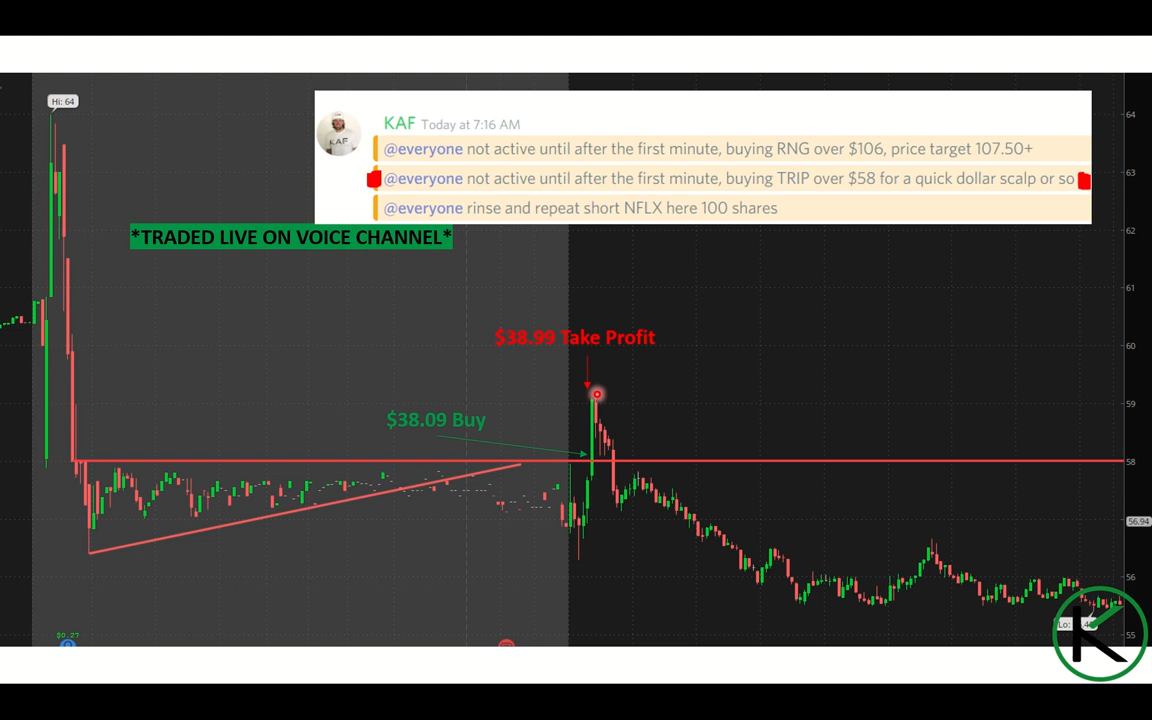 Hi: 64
KAF Today at 7:16 AM
@everyone not active until after the first minute, buying RNG over $106, price target 107.50+
@everyone not active until after the first minute, buying TRIP over $58 for a quick dollar scalp or so
@everyone rinse and repeat short NFLX here 100 shares
*TRADED LIVE ON VOICE CHANNEL*
$38.99 Take Profit
$38.09 Buy
64
63
62
61
60
59
58
56.94
56
55
$0.27
Lo:
K